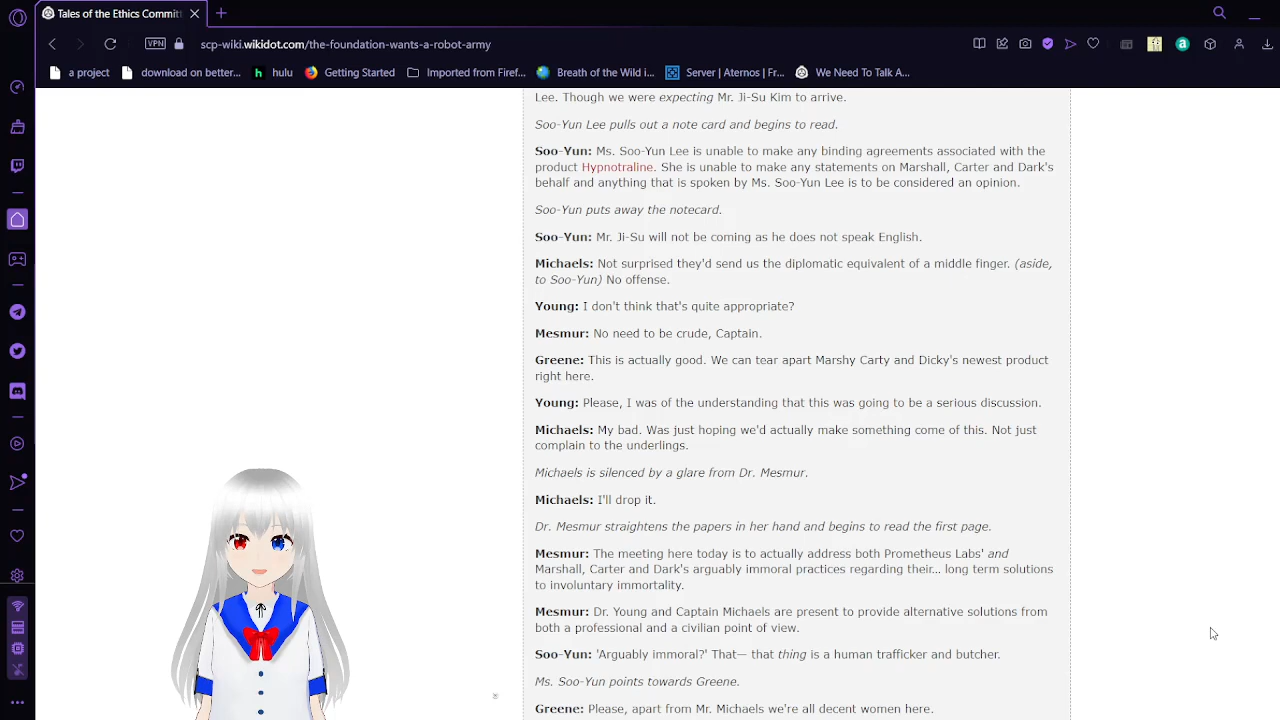 Tales of the Ethics Committ
scp-wiki.wikidot.com/the-foundation-wants-a-robot-army
VPN
a project
download on better...
hulu
Getting Started
Imported from Firef...
Breath of the Wild i...
Server | Aternos | Fr...
We Need To Talk A...
Lee. Though we were expecting Mr. Ji-Su Kim to arrive.
Soo-Yun Lee pulls out a note card and begins to read.
Soo-Yun: Ms. Soo-Yun Lee is unable to make any binding agreements associated with the
product Hypnotraline. She is unable to make any statements on Marshall, Carter and Dark's
behalf and anything that is spoken by Ms. Soo-Yun Lee is to be considered an opinion.
Soo-Yun puts away the notecard.
Soo-Yun: Mr. Ji-Su will not be coming as he does not speak English.
Michaels: Not surprised they'd send us the diplomatic equivalent of a middle finger. (aside,
to Soo-Yun) No offense.
Young: I don't think that's quite appropriate?
Mesmur: No need to be crude, Captain.
Greene: This is actually good. We can tear apart Marshy Carty and Dicky's newest product
right here.
Young: Please, I was of the understanding that this was going to be a serious discussion.
Michaels: My bad. Was just hoping we'd actually make something come of this. Not just
complain to the underlings.
Michaels is silenced by a glare from Dr. Mesmur.
Michaels: I'll drop it.
Dr. Mesmur straightens the papers in her hand and begins to read the first page.
Mesmur: The meeting here today is to actually address both Prometheus Labs' and
Marshall, Carter and Dark's arguably immoral practices regarding their... long term solutions
to involuntary immortality.
Mesmur: Dr. Young and Captain Michaels are present to provide alternative solutions from
both a professional and a civilian point of view.
Soo-Yun: 'Arguably immoral?' That— that thing is a human trafficker and butcher.
Ms. Soo-Yun points towards Greene.
Greene: Please, apart from Mr. Michaels we're all decent women here.